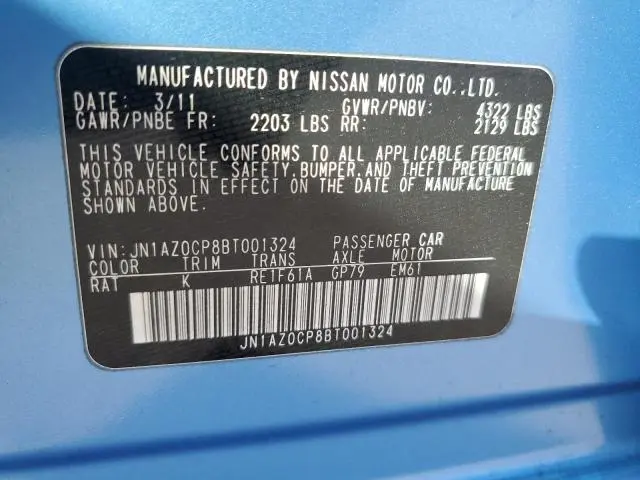 MANUFACTURED BY NISSAN MOTOR CO.,LTD.
DATE: 3/11 GVWR/PNBV: 4322 LBS
GAWR/PNBE FR: 2203 LBS RR: 2129 LBS
THIS VEHICLE CONFORMS TO ALL APPLICABLE FEDERAL
MOTOR VEHICLE SAFETY,BUMPER,AND THEFT PREVENTION
STANDARDS IN EFFECT ON THE DATE OF MANUFACTURE
SHOWN ABOVE.
VIN:JN1AZ0CP8BT001324 PASSENGER CAR
COLOR TRIM TRANS AXLE MOTOR
RAT K RE1F61A GP79 EM61
JN1AZ0CP8BT001324